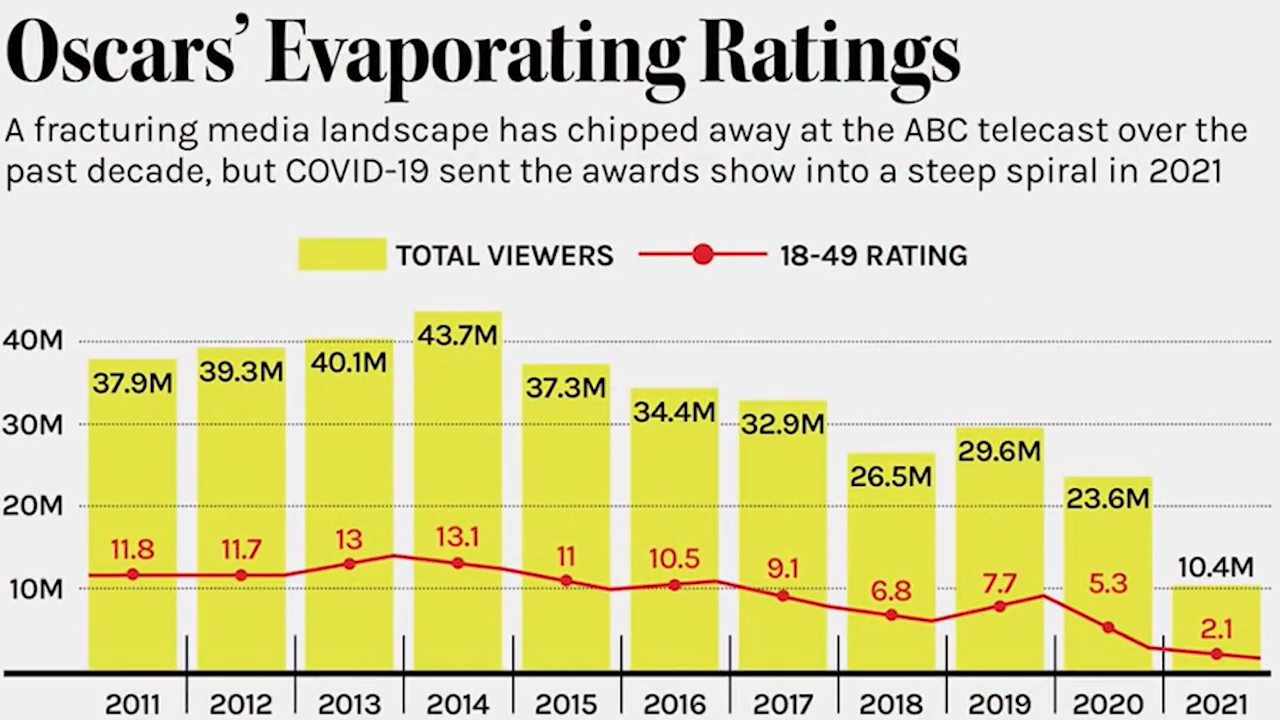 Oscars’ Evaporating Ratings
A fracturing media landscape has chipped away at the ABC telecast over the
past decade, but COVID-19 sent the awards show into a steep spiral in 2021
TOTAL VIEWERS 18-49 RATING
40M
30M
20M
10M
37.9M 39.3M 40.1M 43.7M 37.3M 34.4M 32.9M 26.5M 29.6M 23.6M 10.4M
11.8 11.7 13 13.1 11 10.5 9.1 6.8 7.7 5.3 2.1
2011 2012 2013 2014 2015 2016 2017 2018 2019 2020 2021